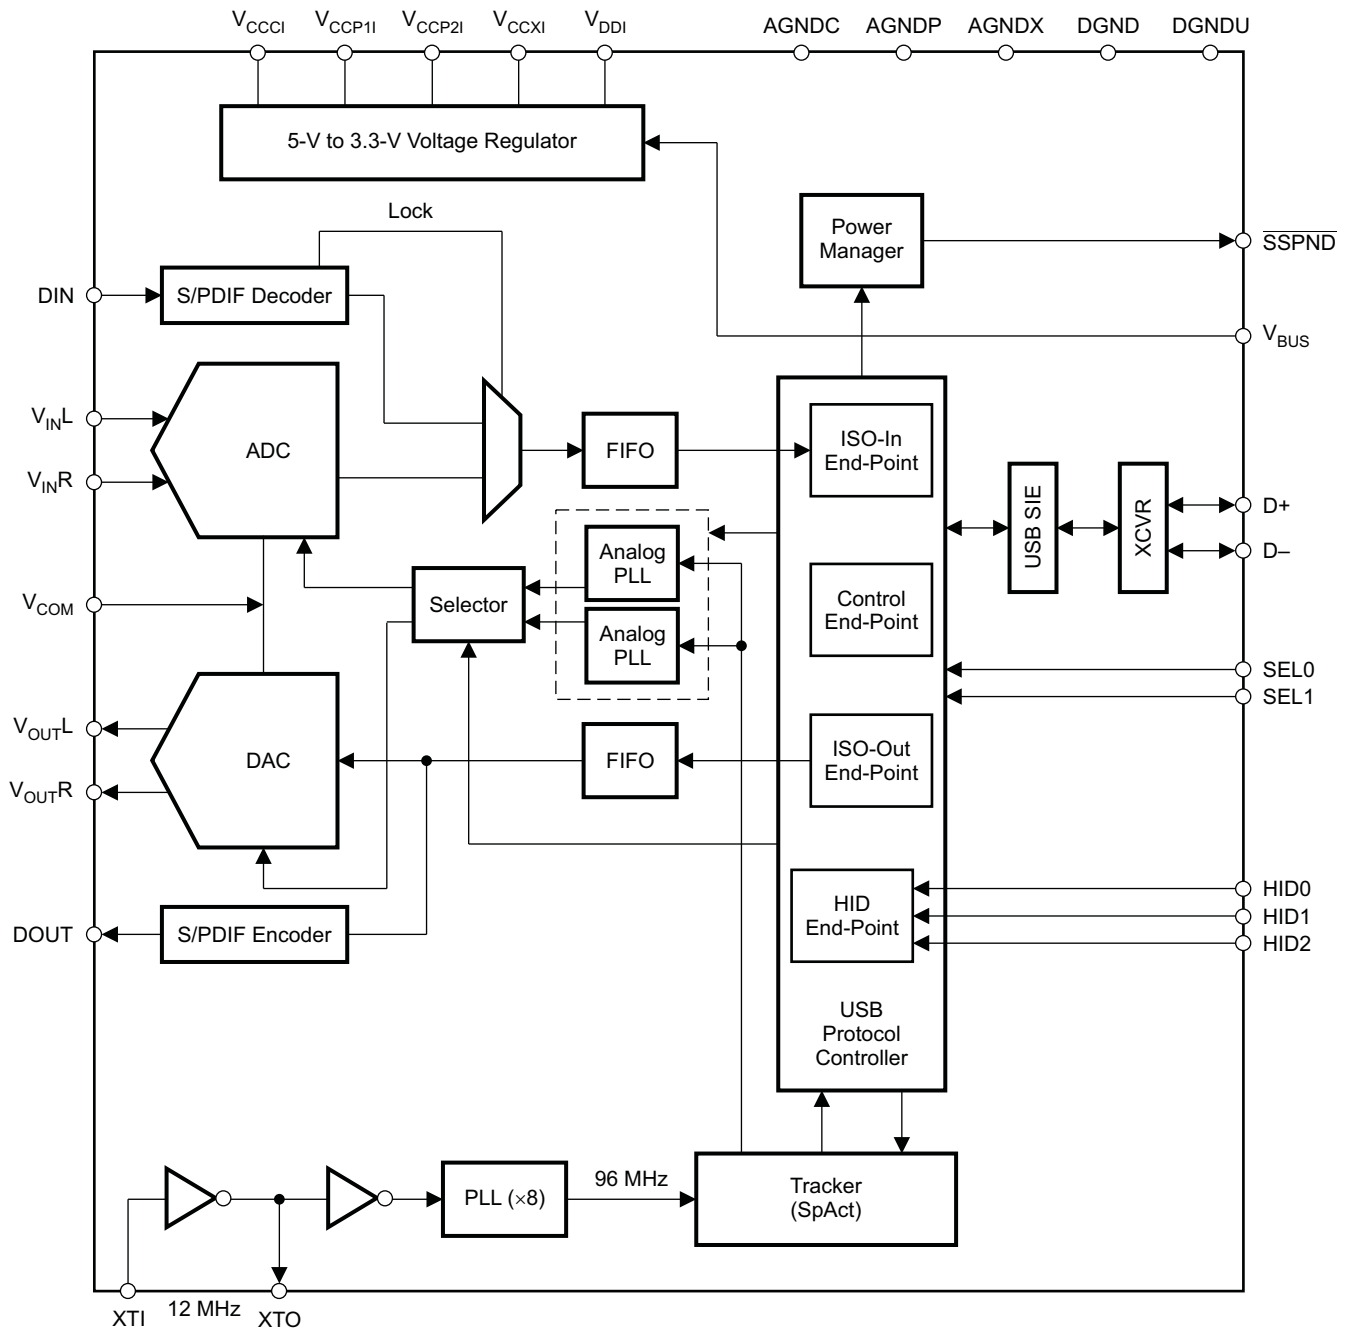 VCCCI VCCP1I VCCP2I VCCXI VDDI AGNDC AGNDP AGNDX DGND DGNDU
5-V to 3.3-V Voltage Regulator
Lock
Power
Manager
SSPND
DIN
S/PDIF Decoder
VBUS
VINL
ADC
VINR
FIFO
ISO-In
End-Point
USB SIE
XCVR
D+
D–
Analog
PLL
VCOM
Selector
Control
End-Point
Analog
PLL
SEL0
SEL1
VOUTL
DAC
VOUTR
FIFO
ISO-Out
End-Point
HID
End-Point
HID0
HID1
HID2
DOUT
S/PDIF Encoder
USB
Protocol
Controller
PLL (×8)
96 MHz
Tracker
(SpAct)
XTI
12 MHz
XTO